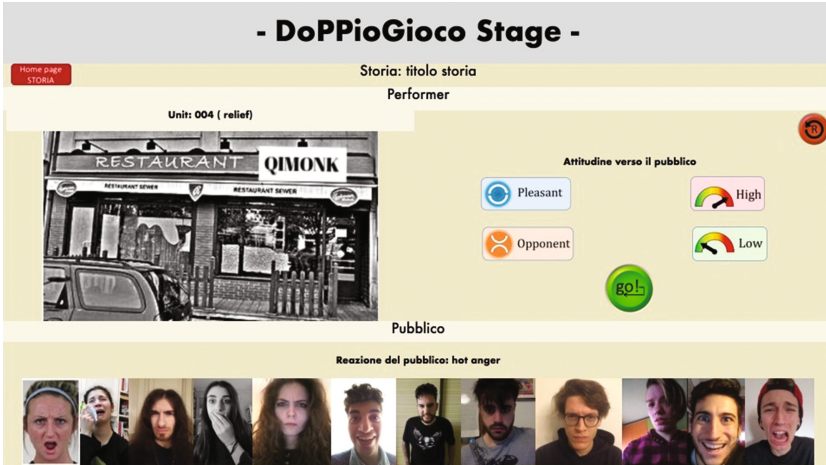 - DoPPioGioco Stage -
Home page
STORIA
Storia: titolo storia
Performer
Unit: 004 ( relief)
RESTAURANT
QIMONK
RESTAURANT SEWER
RESTAURANT SEWER
R
Attitudine verso il pubblico
Pleasant
High
Opponent
Low
go!
Pubblico
Reazione del pubblico: hot anger